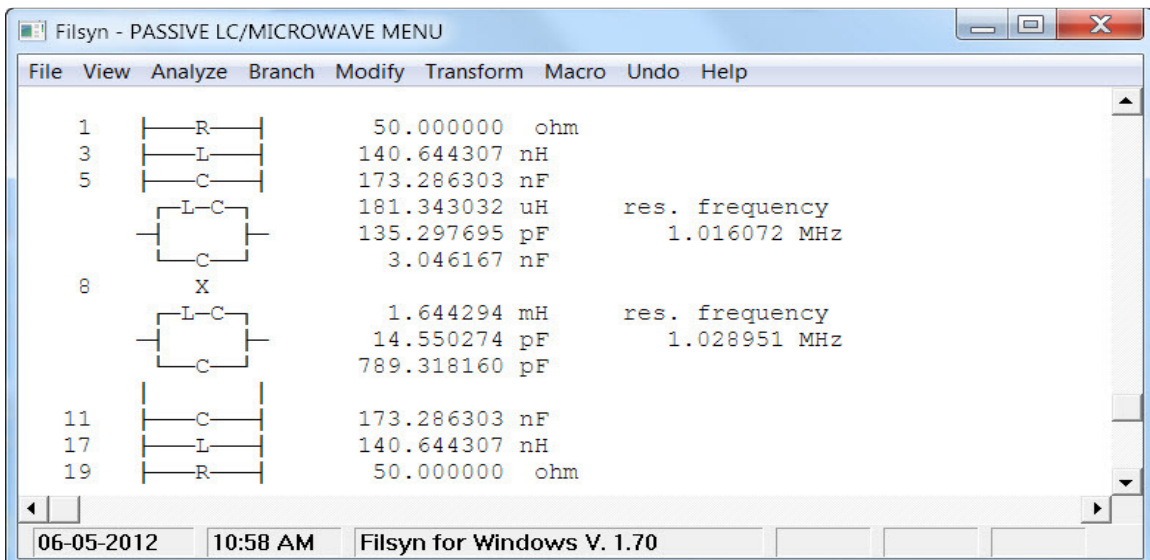 Filsyn - PASSIVE LC/MICROWAVE MENU
File View Analyze Branch Modify Transform Macro Undo Help
1 R 50.000000 ohm
3 L 140.644307 nH
5 C 173.286303 nF
L-C 181.343032 uH res. frequency
135.297695 pF 1.016072 MHz
C 3.046167 nF
8 X
L-C 1.644294 mH res. frequency
14.550274 pF 1.028951 MHz
C 789.318160 pF
11 C 173.286303 nF
17 L 140.644307 nH
19 R 50.000000 ohm
06-05-2012 10:58 AM Filsyn for Windows V. 1.70